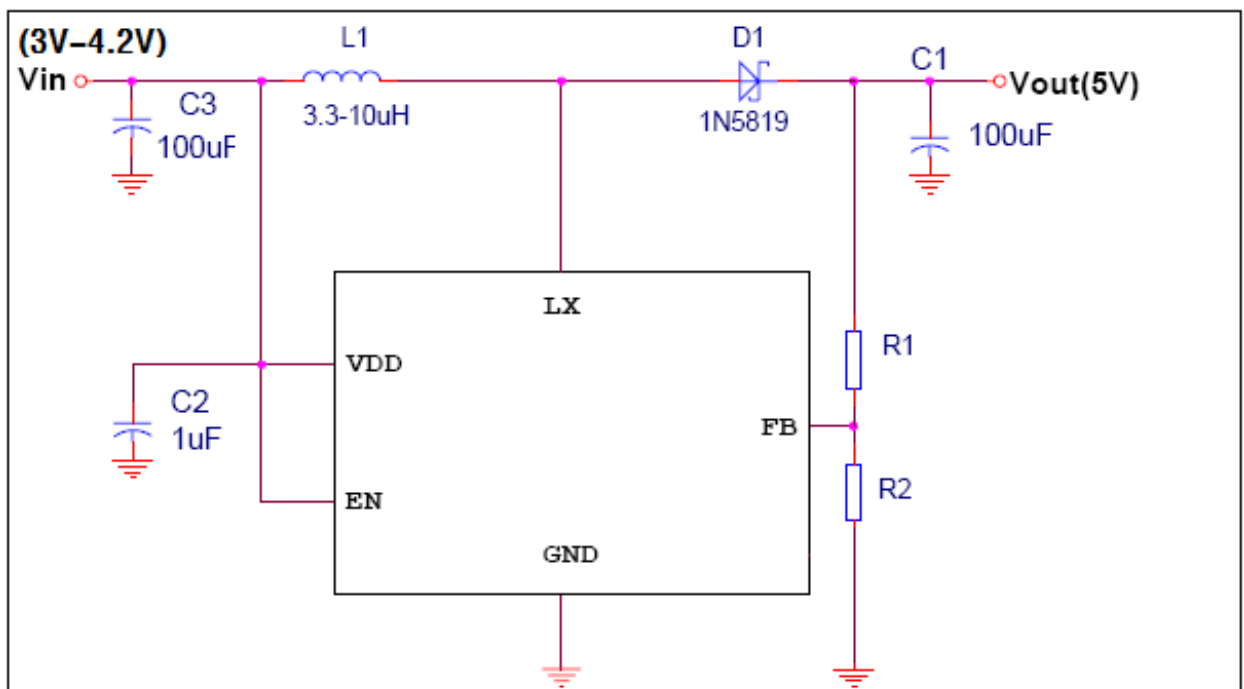 (3V-4.2V)
Vin
L1
3.3-10uH
D1
1N5819
C1
100uF
Vout(5V)
C3
100uF
LX
VDD
C2
1uF
EN
GND
FB
R1
R2